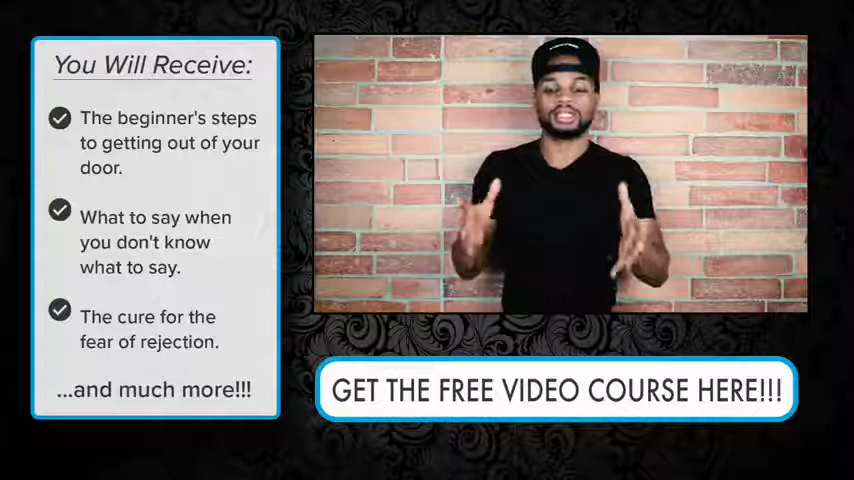 You Will Receive:
The beginner's steps
to getting out of your
door.
What to say when
you don't know
what to say.
The cure for the
fear of rejection.
...and much more!!!
GET THE FREE VIDEO COURSE HERE!!!